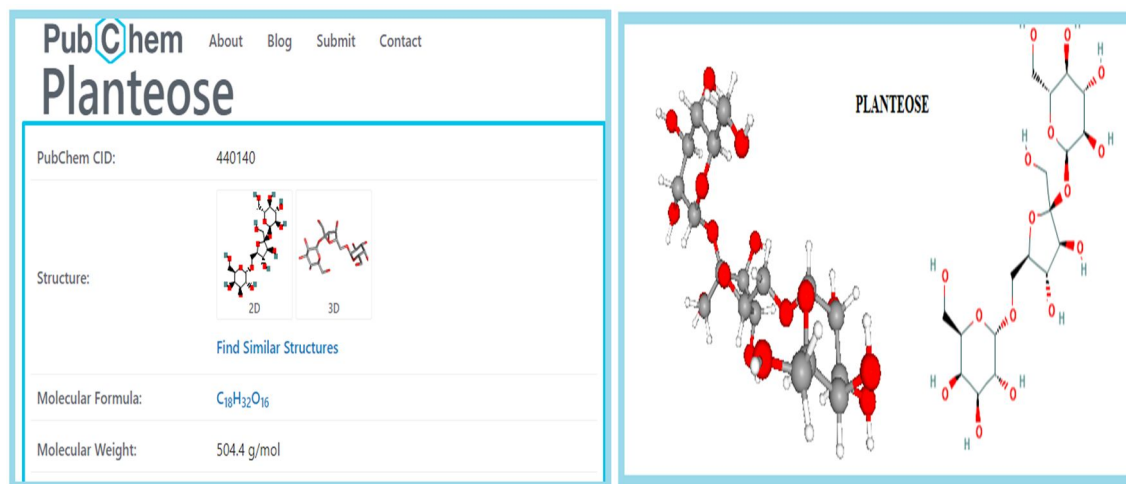 PubChem About Blog Submit Contact
Planteose
PubChem CID: 440140
Structure:
2D 3D
Find Similar Structures
Molecular Formula: C₁₈H₃₂O₁₆
Molecular Weight: 504.4 g/mol
PLANTEOSE